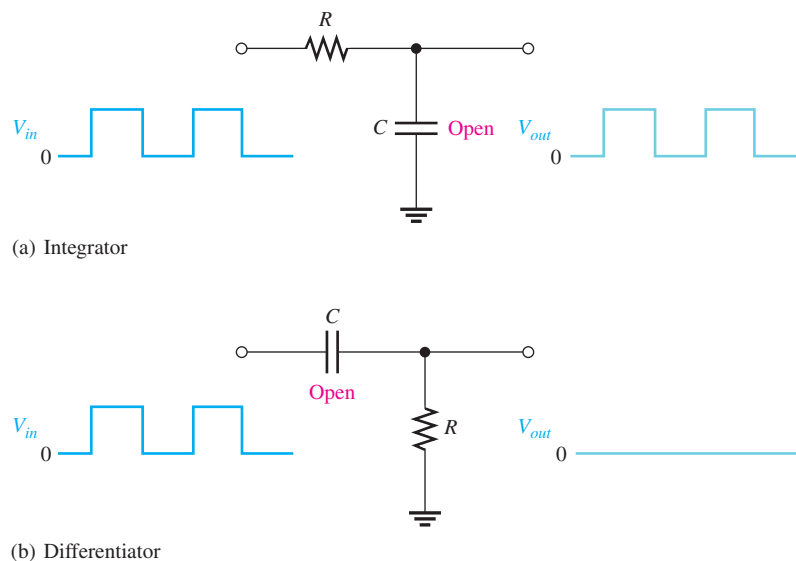 R
V_in
0
C
Open
V_out
0
(a) Integrator
C
Open
V_in
0
R
V_out
0
(b) Differentiator